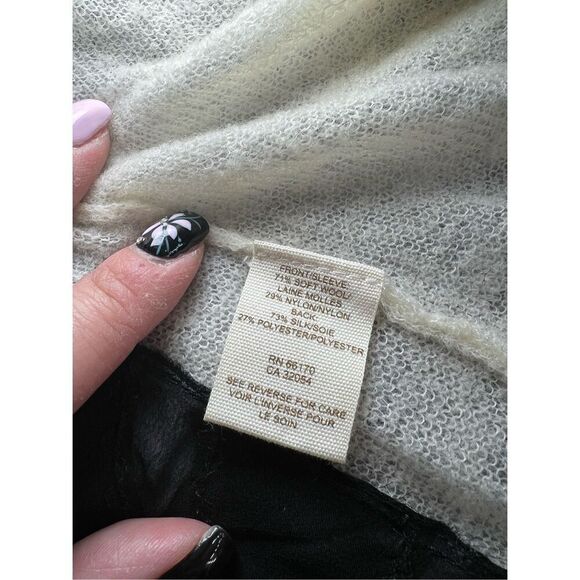 FRONT/SLEEVE
71% SOFT WOOL/
LAINE MOLLES
29% NYLON/NYLON
BACK:
73% SILK/SOIE
27% POLYESTER/POLYESTER
RN 66170
CA 32054
SEE REVERSE FOR CARE
VOIR L'INVERSE POUR
LE SOIN